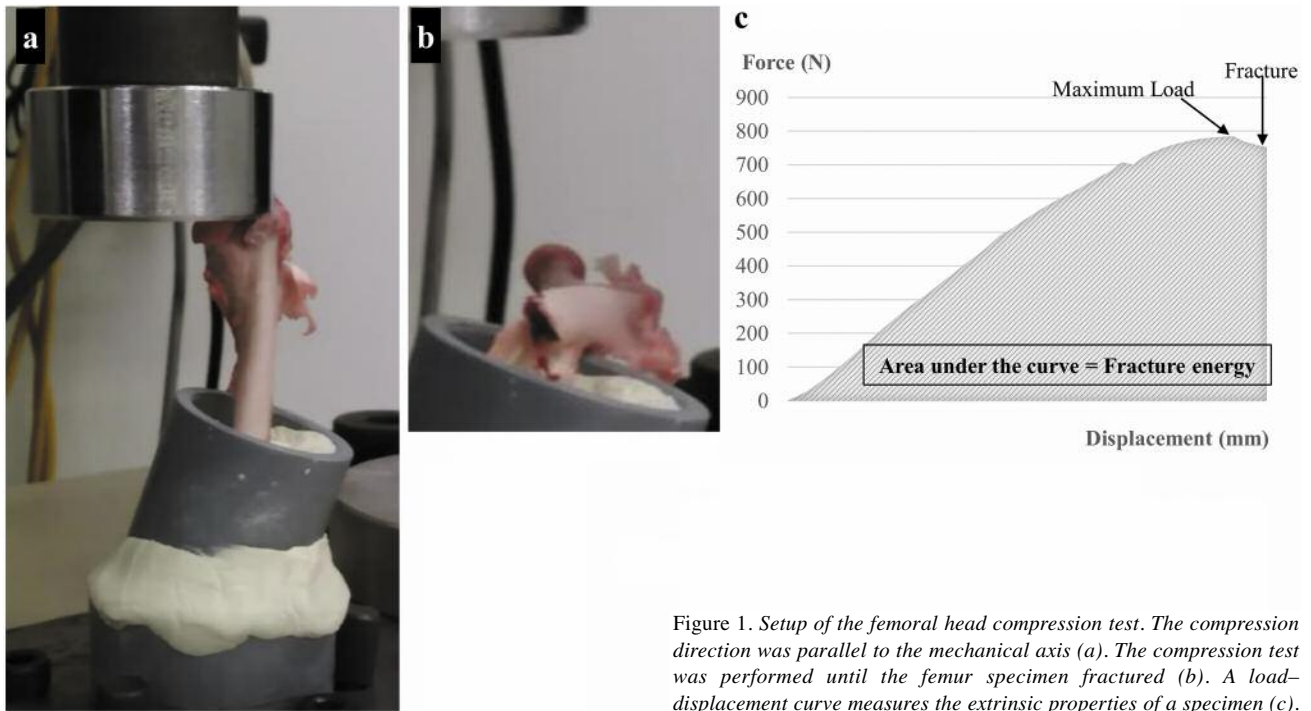 a
b
c
Force (N)
Fracture
Maximum Load
900
800
700
600
500
400
300
200
100
0
Area under the curve = Fracture energy
Displacement (mm)
Figure 1. Setup of the femoral head compression test. The compression
direction was parallel to the mechanical axis (a). The compression test
was performed until the femur specimen fractured (b). A load–
displacement curve measures the extrinsic properties of a specimen (c).